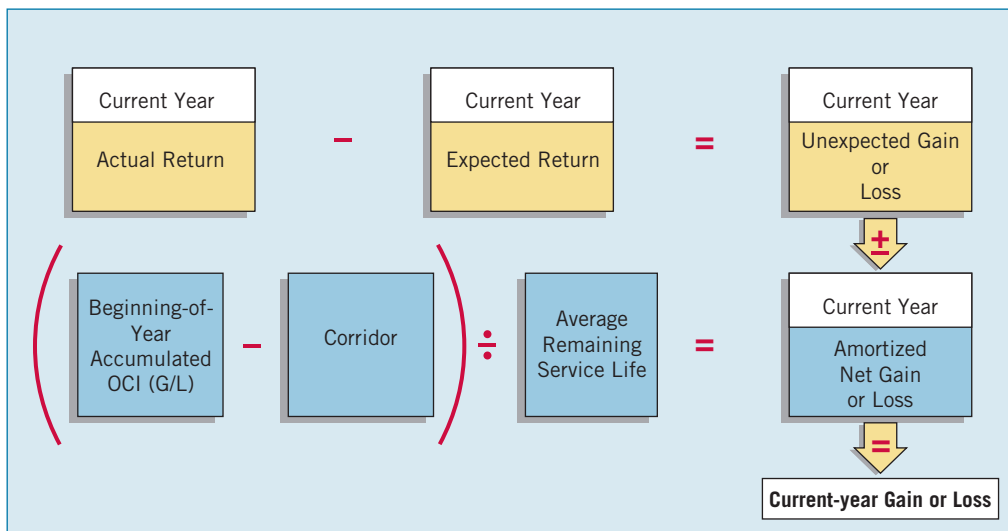 Current Year
Actual Return
–
Current Year
Expected Return
=
Current Year
Unexpected Gain
or
Loss
±
(
Beginning-of-
Year
Accumulated
OCI (G/L)
–
Corridor
)
÷
Average
Remaining
Service Life
=
Current Year
Amortized
Net Gain
or Loss
=
Current-year Gain or Loss